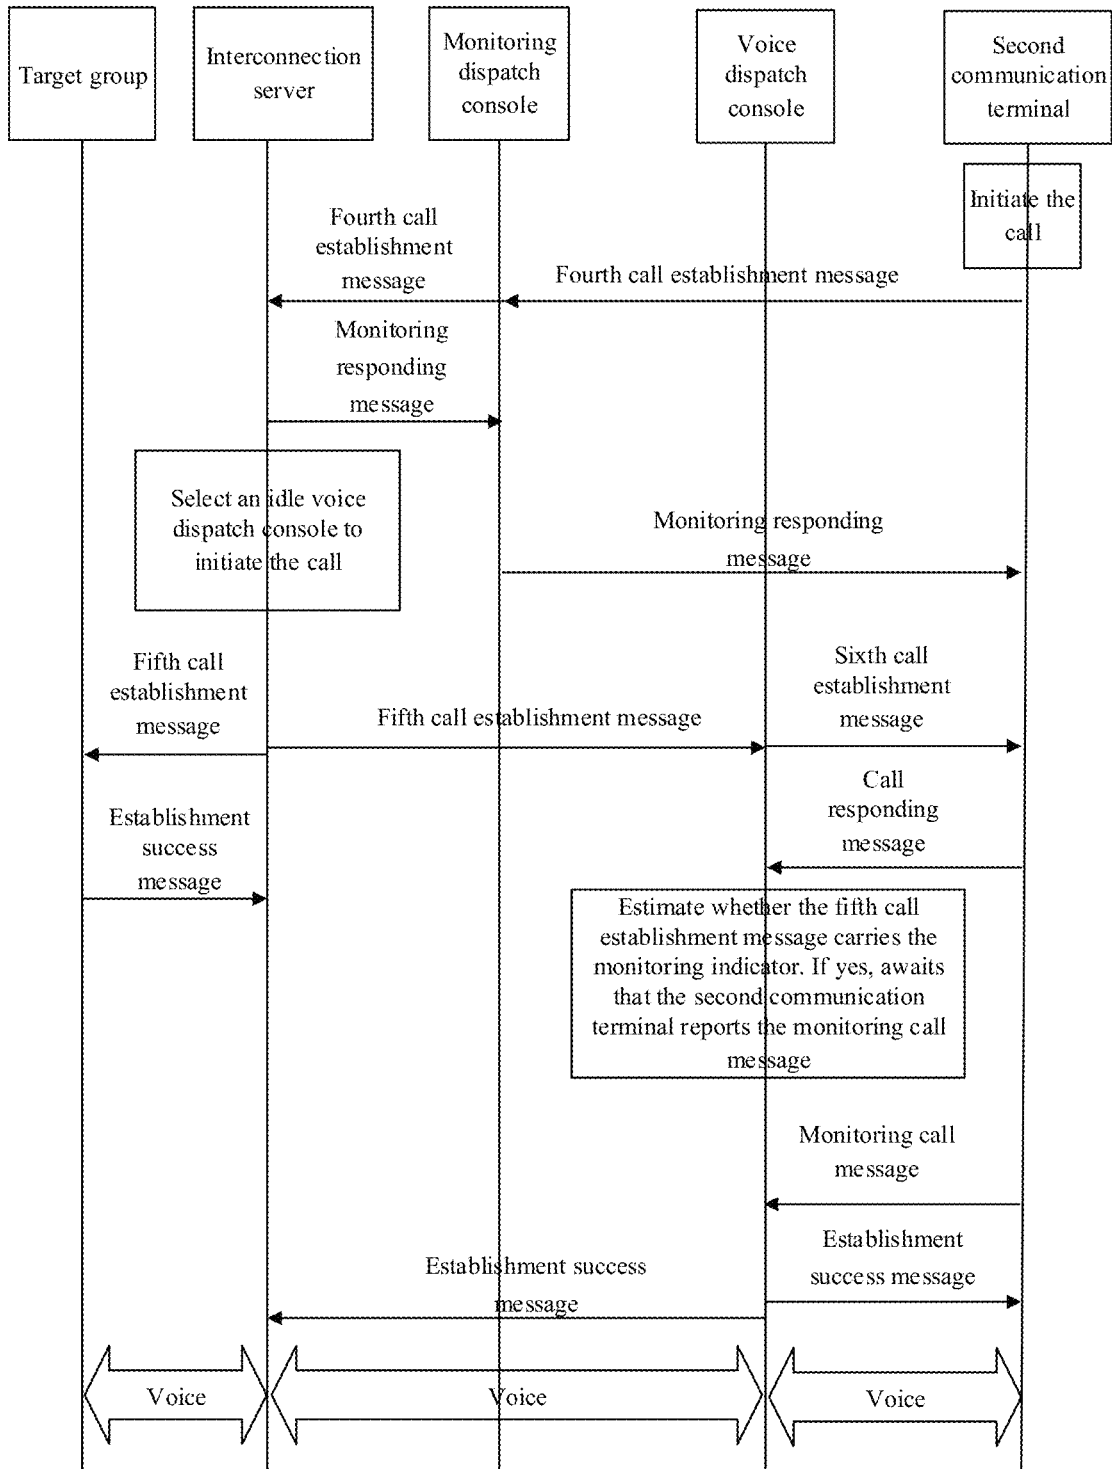 Target group
Interconnection
server
Monitoring
dispatch
console
Voice
dispatch
console
Second
communication
terminal
Initiate the
call
Fourth call
establishment
message
Fourth call establishment message
Monitoring
responding
message
Select an idle voice
dispatch console to
initiate the call
Monitoring responding
message
Fifth call
establishment
message
Fifth call establishment message
Sixth call
establishment
message
Call
responding
message
Establishment
success
message
Estimate whether the fifth call
establishment message carries the
monitoring indicator. If yes, awaits
that the second communication
terminal reports the monitoring call
message
Monitoring call
message
Establishment
success message
Establishment success
message
Voice
Voice
Voice